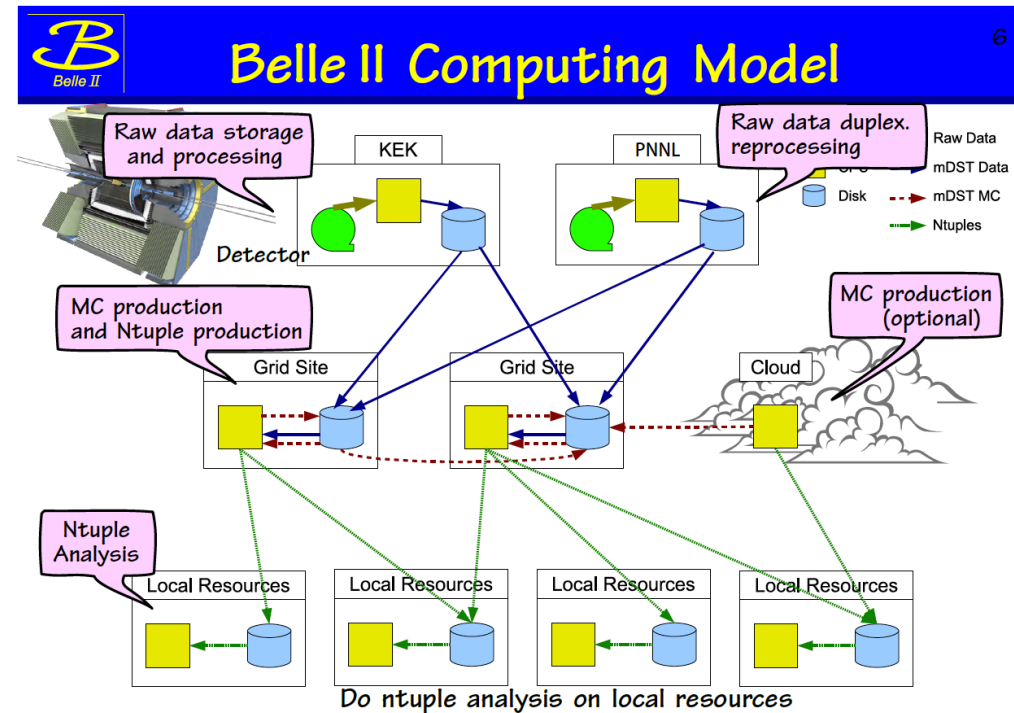 B
Belle II
Belle II Computing Model
6
Raw data storage
and processing
KEK
PNNL
Raw data duplex.
reprocessing
Raw Data
mDST Data
Disk
mDST MC
Ntuples
Detector
MC production
and Ntuple production
MC production
(optional)
Grid Site
Grid Site
Cloud
Ntuple
Analysis
Local Resources
Local Resources
Local Resources
Local Resources
Do ntuple analysis on local resources